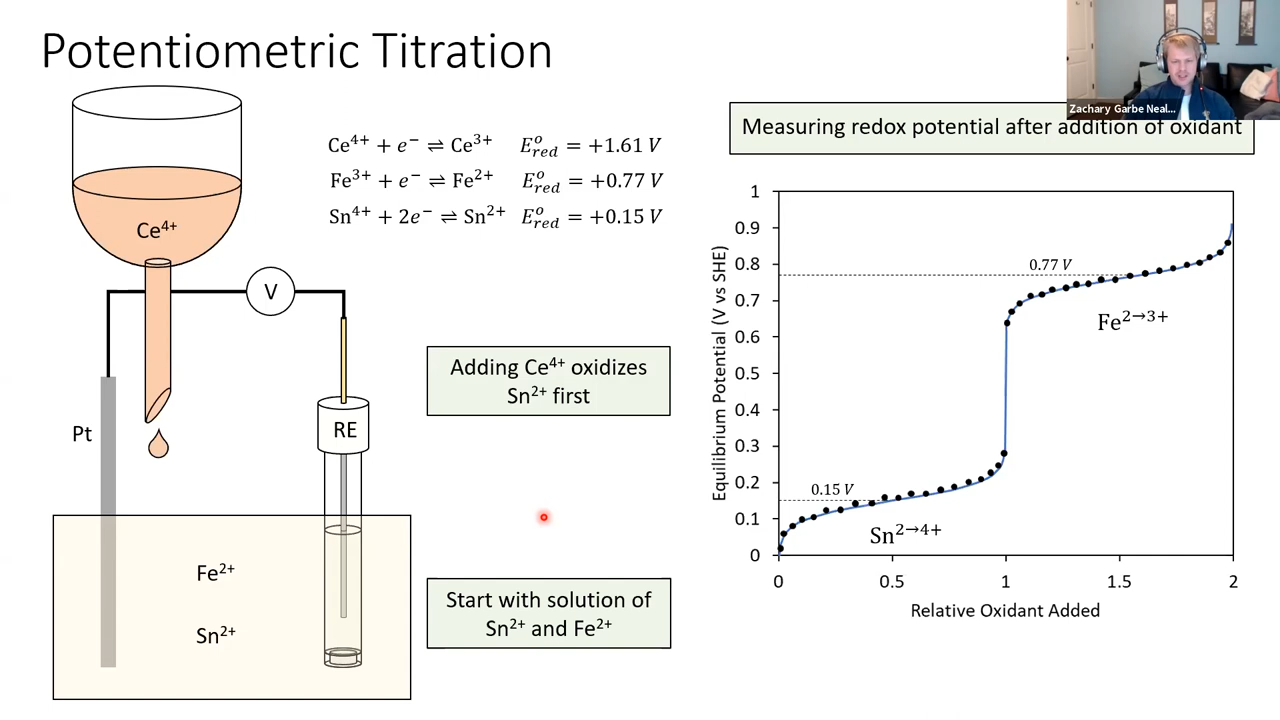 Potentiometric Titration
Zachary Garbe Neal...
Measuring redox potential after addition of oxidant
Ce⁴⁺ + e⁻ ⇌ Ce³⁺ E°red = +1.61 V
Fe³⁺ + e⁻ ⇌ Fe²⁺ E°red = +0.77 V
Sn⁴⁺ + 2e⁻ ⇌ Sn²⁺ E°red = +0.15 V
Ce⁴⁺
V
Pt
RE
Fe²⁺
Sn²⁺
Adding Ce⁴⁺ oxidizes
Sn²⁺ first
Start with solution of
Sn²⁺ and Fe²⁺
Equilibrium Potential (V vs SHE)
1
0.9
0.8
0.7
0.6
0.5
0.4
0.3
0.2
0.1
0
0.77 V
Fe²→³⁺
0.15 V
Sn²→⁴⁺
0 0.5 1 1.5 2
Relative Oxidant Added